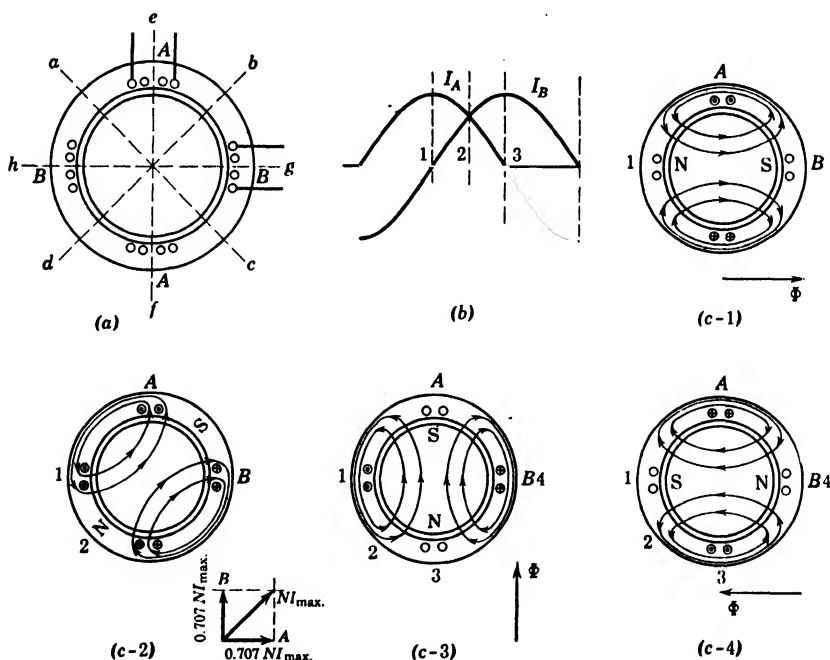 e
A
a
b
h
B
B
g
d
c
A
f
(a)
I_A
I_B
1
2
3
(b)
A
1
N
S
B
Φ
(c-1)
A
S
1
B
N
2
B
NI_max.
0.707 NI_max.
A
0.707 NI_max.
(c-2)
A
S
1
B4
N
2
3
Φ
(c-3)
A
1
S
N
B4
2
3
Φ
(c-4)